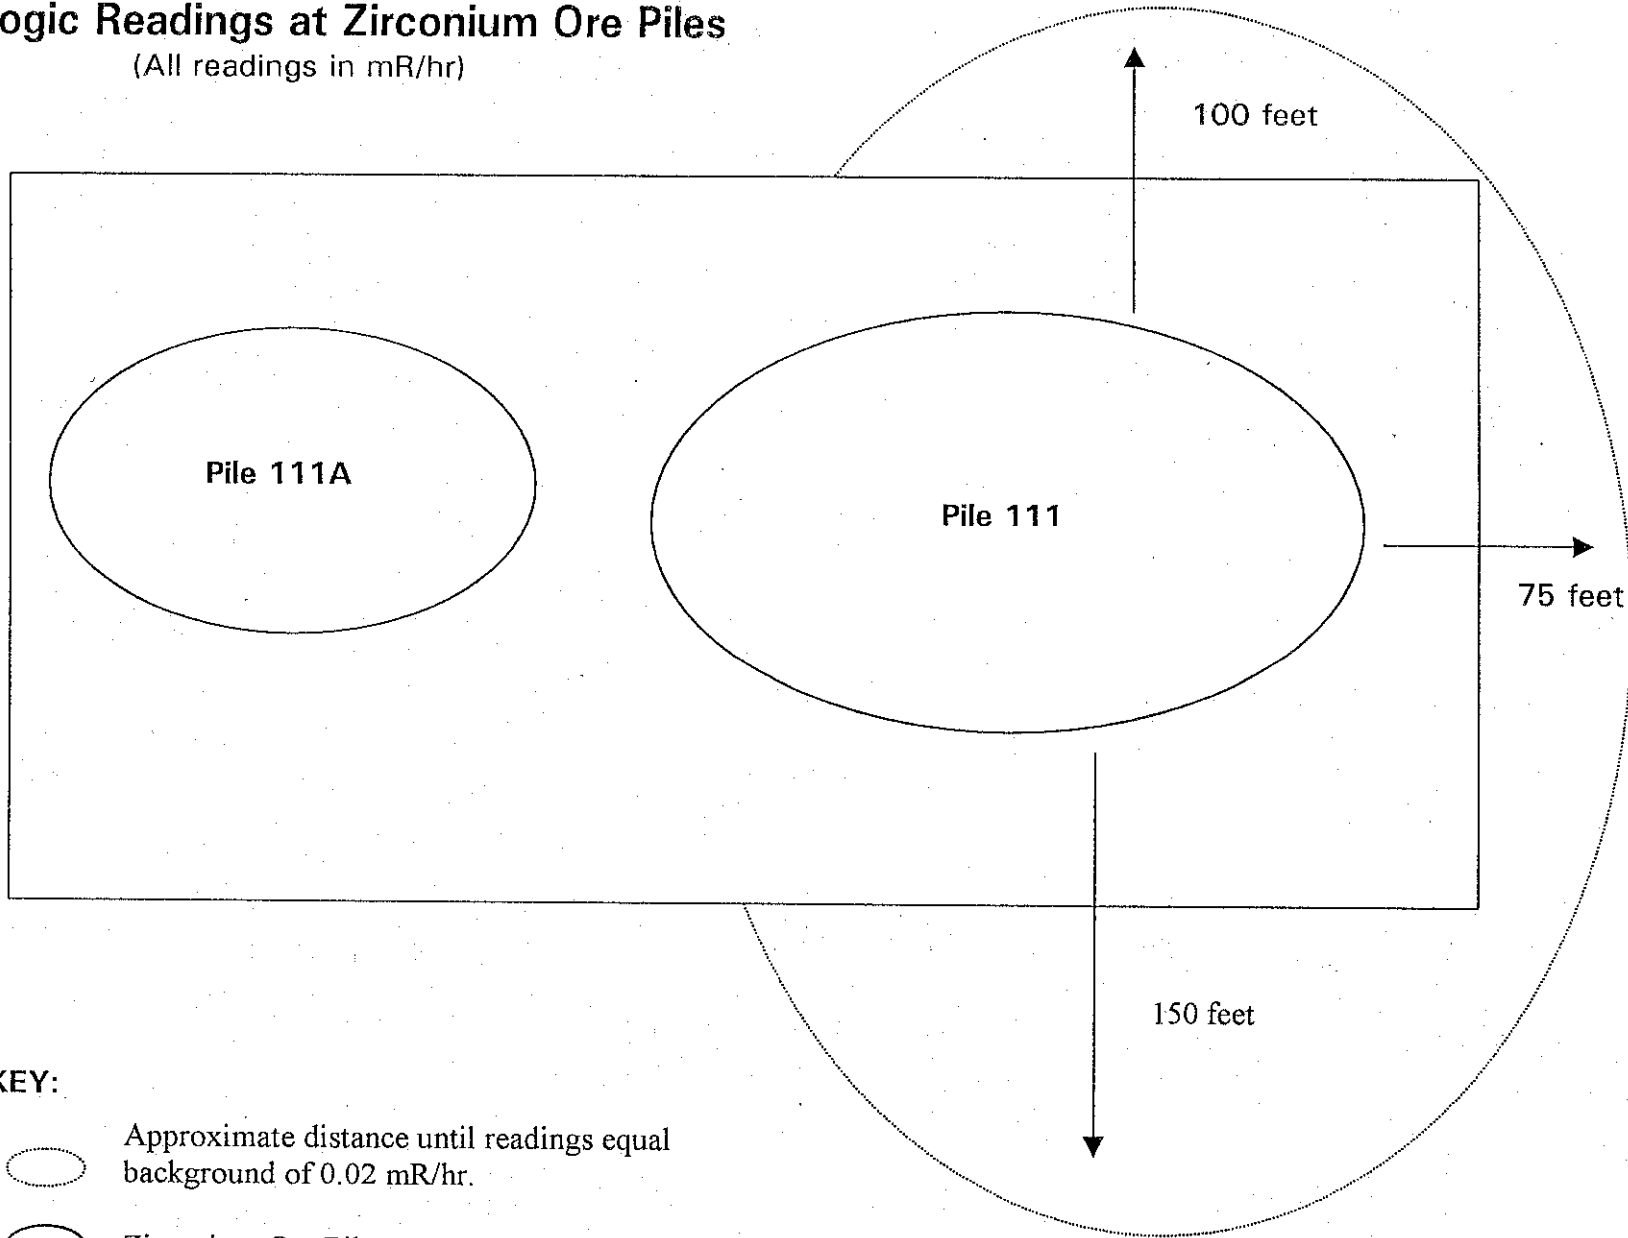 ogic Readings at Zirconium Ore Piles
(All readings in mR/hr)
100 feet
Pile 111A
Pile 111
75 feet
150 feet
KEY:
Approximate distance until readings equal
background of 0.02 mR/hr.